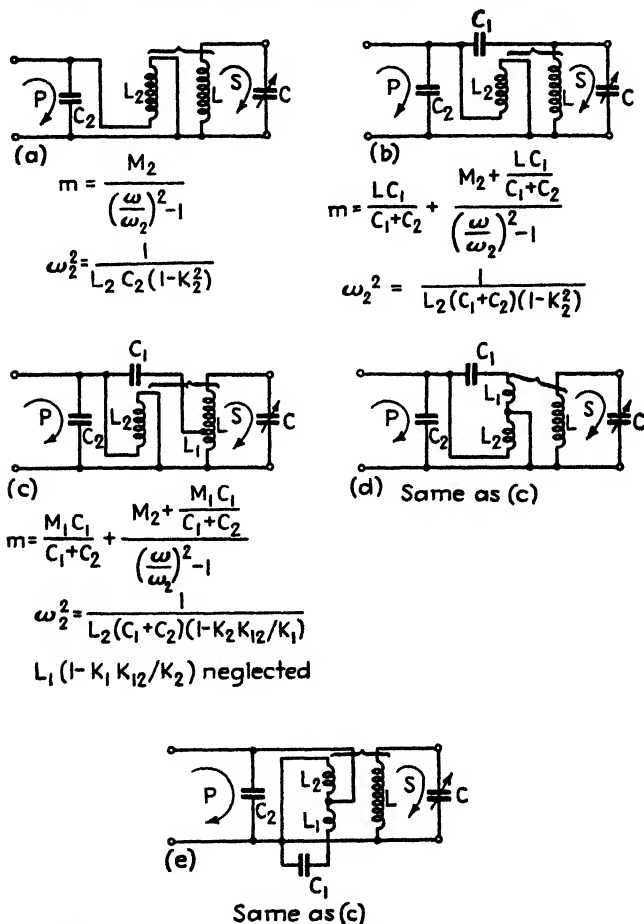 P C₂ L₂ L S C
(a)
m = M₂ / ((ω/ω₂)² - 1)
ω₂² = 1 / (L₂ C₂ (1-K₂²))
C₁
P C₂ L₂ L S C
(b)
m = LC₁/(C₁+C₂) + (M₂ + LC₁/(C₁+C₂)) / ((ω/ω₂)² - 1)
ω₂² = 1 / (L₂(C₁+C₂)(1-K₂²))
C₁
P C₂ L₂ L₁ L S C
(c)
m = M₁C₁/(C₁+C₂) + (M₂ + M₁C₁/(C₁+C₂)) / ((ω/ω₂)² - 1)
ω₂² = 1 / (L₂(C₁+C₂)(1-K₂K₁₂/K₁))
L₁(1-K₁K₁₂/K₂) neglected
C₁
P C₂ L₁ L₂ L S C
(d) Same as (c)
P C₂ L₂ L₁ L S C
(e)
C₁
Same as (c)